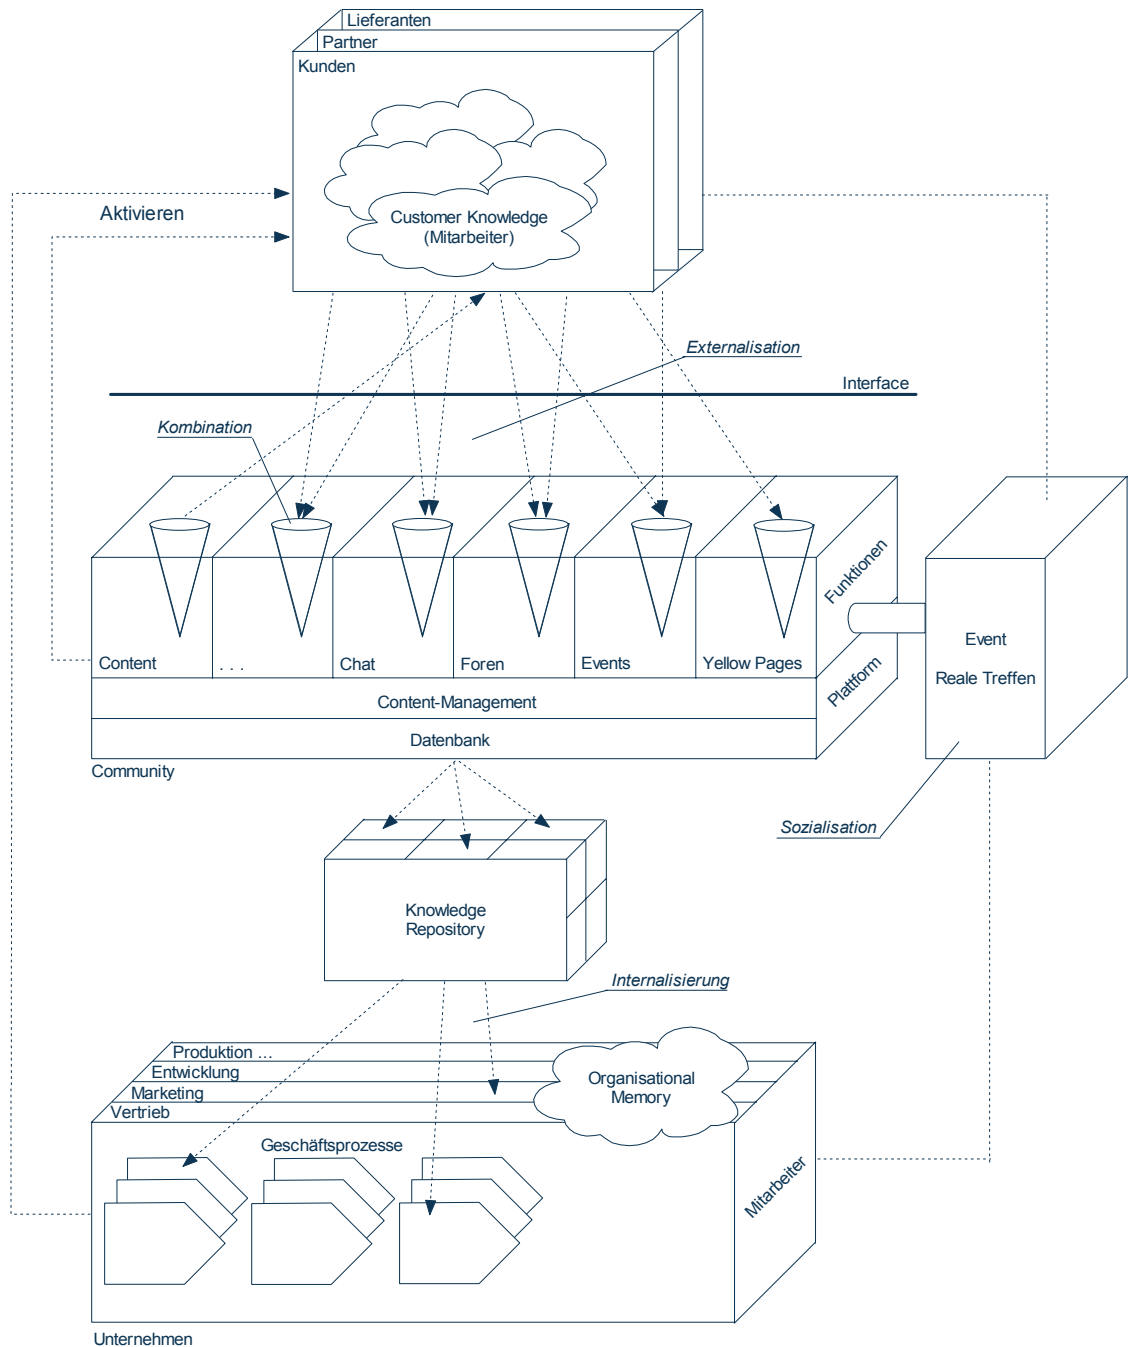 Lieferanten
Partner
Kunden
Customer Knowledge
(Mitarbeiter)
Aktivieren
Externalisation
Interface
Kombination
Funktionen
Content
. . .
Chat
Foren
Events
Yellow Pages
Plattform
Event
Reale Treffen
Content-Management
Datenbank
Community
Sozialisation
Knowledge
Repository
Internalisierung
Produktion ...
Entwicklung
Marketing
Vertrieb
Organisational
Memory
Geschäftsprozesse
Mitarbeiter
Unternehmen